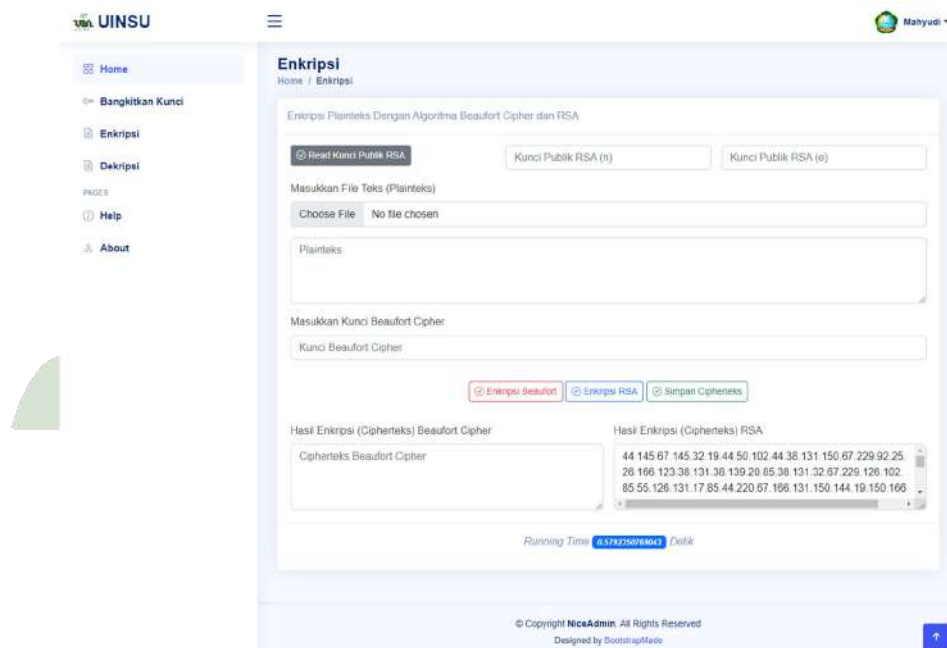 UINSU
Mahyudi
Home
Bangkitkan Kunci
Enkripsi
Dekripsi
PAGES
Help
About
Enkripsi
Home / Enkripsi
Enkripsi Plainteks Dengan Algoritma Beaufort Cipher dan RSA
Read Kunci Publik RSA
Kunci Publik RSA (n)
Kunci Publik RSA (e)
Masukkan File Teks (Plainteks)
Choose File No file chosen
Plainteks
Masukkan Kunci Beaufort Cipher
Kunci Beaufort Cipher
Enkripsi Beaufort
Enkripsi RSA
Simpan Cipherteks
Hasil Enkripsi (Cipherteks) Beaufort Cipher
Cipherteks Beaufort Cipher
Hasil Enkripsi (Cipherteks) RSA
44.145.67.145.32.19.44.50.102.44.38.131.150.67.229.92.25.
26.166.123.38.131.38.139.20.85.38.131.32.67.229.126.102.
85.55.126.131.17.85.44.220.67.166.131.150.144.19.150.166
Running Time Detik
© Copyright NiceAdmin. All Rights Reserved
Designed by BootstrapMade